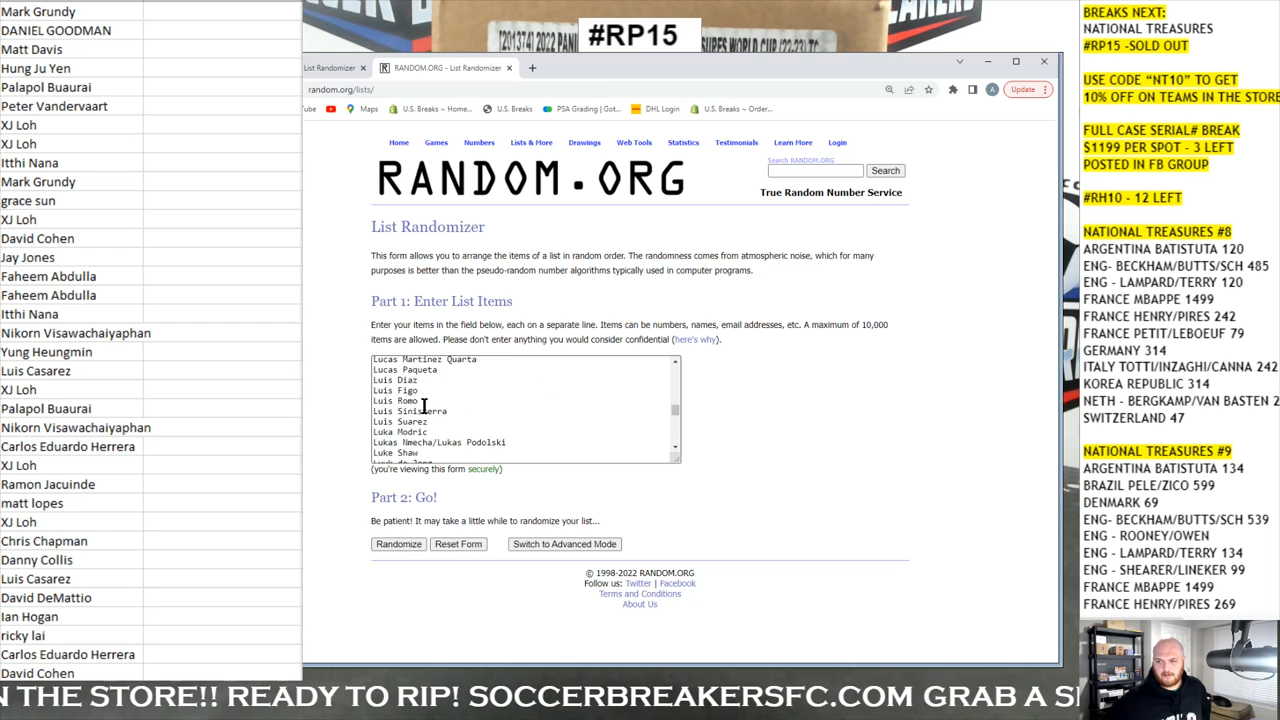 Mark Grundy
DANIEL GOODMAN
Matt Davis
Hung Ju Yen
Palapol Buaurai
Peter Vandervaart
XJ Loh
XJ Loh
Itthi Nana
Mark Grundy
grace sun
XJ Loh
David Cohen
Jay Jones
Faheem Abdulla
Faheem Abdulla
Itthi Nana
Nikorn Visawachaiyahpan
Yung Heungmin
Luis Casarez
XJ Loh
Palapol Buaurai
Nikorn Visawachaiyahpan
Carlos Eduardo Herrera
XJ Loh
Ramon Jacuinde
matt lopes
XJ Loh
Chris Chapman
Danny Collis
Luis Casarez
David DeMattio
Ian Hogan
ricky lai
Carlos Eduardo Herrera
David Cohen
#RP15
List Randomizer
RANDOM.ORG - List Randomizer
random.org/lists/
Update
Tube
Maps
U.S. Breaks ~ Home...
U.S. Breaks
PSA Grading | Got...
DHL Login
U.S. Breaks ~ Order...
Home Games Numbers Lists & More Drawings Web Tools Statistics Testimonials Learn More Login
RANDOM.ORG
Search RANDOM.ORG
Search
True Random Number Service
List Randomizer
This form allows you to arrange the items of a list in random order. The randomness comes from atmospheric noise, which for many
purposes is better than the pseudo-random number algorithms typically used in computer programs.
Part 1: Enter List Items
Enter your items in the field below, each on a separate line. Items can be numbers, names, email addresses, etc. A maximum of 10,000
items are allowed. Please don't enter anything you would consider confidential (here's why).
Lucas Martinez Quarta
Lucas Paqueta
Luis Diaz
Luis Figo
Luis Romo
Luis Sinisterra
Luis Suarez
Luka Modric
Lukas Nmecha/Lukas Podolski
Luke Shaw
(you're viewing this form securely)
Part 2: Go!
Be patient! It may take a little while to randomize your list...
Randomize
Reset Form
Switch to Advanced Mode
© 1998-2022 RANDOM.ORG
Follow us: Twitter | Facebook
Terms and Conditions
About Us
BREAKS NEXT:
NATIONAL TREASURES
#RP15 -SOLD OUT
USE CODE “NT10” TO GET
10% OFF ON TEAMS IN THE STORE
FULL CASE SERIAL# BREAK
$1199 PER SPOT - 3 LEFT
POSTED IN FB GROUP
#RH10 - 12 LEFT
NATIONAL TREASURES #8
ARGENTINA BATISTUTA 120
ENG- BECKHAM/BUTTS/SCH 485
ENG - LAMPARD/TERRY 120
FRANCE MBAPPE 1499
FRANCE HENRY/PIRES 242
FRANCE PETIT/LEBOEUF 79
GERMANY 314
ITALY TOTTI/INZAGHI/CANNA 242
KOREA REPUBLIC 314
NETH - BERGKAMP/VAN BASTEN 2
SWITZERLAND 47
NATIONAL TREASURES #9
ARGENTINA BATISTUTA 134
BRAZIL PELE/ZICO 599
DENMARK 69
ENG- BECKHAM/BUTTS/SCH 539
ENG - ROONEY/OWEN
ENG - LAMPARD/TERRY 134
ENG - SHEARER/LINEKER 99
FRANCE MBAPPE 1499
FRANCE HENRY/PIRES 269
N THE STORE!! READY TO RIP! SOCCERBREAKERSFC.COM GRAB A